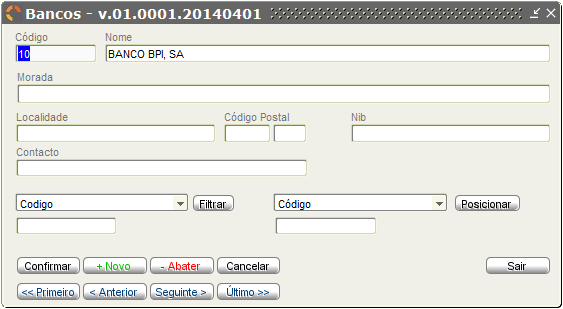 Bancos - v.01.0001.20140401
Código Nome
10 BANCO BPI, SA
Morada
Localidade Código Postal Nib
Contacto
Codigo Filtrar Código Posicionar
Confirmar + Novo - Abater Cancelar Sair
<< Primeiro < Anterior Seguinte > Último >>